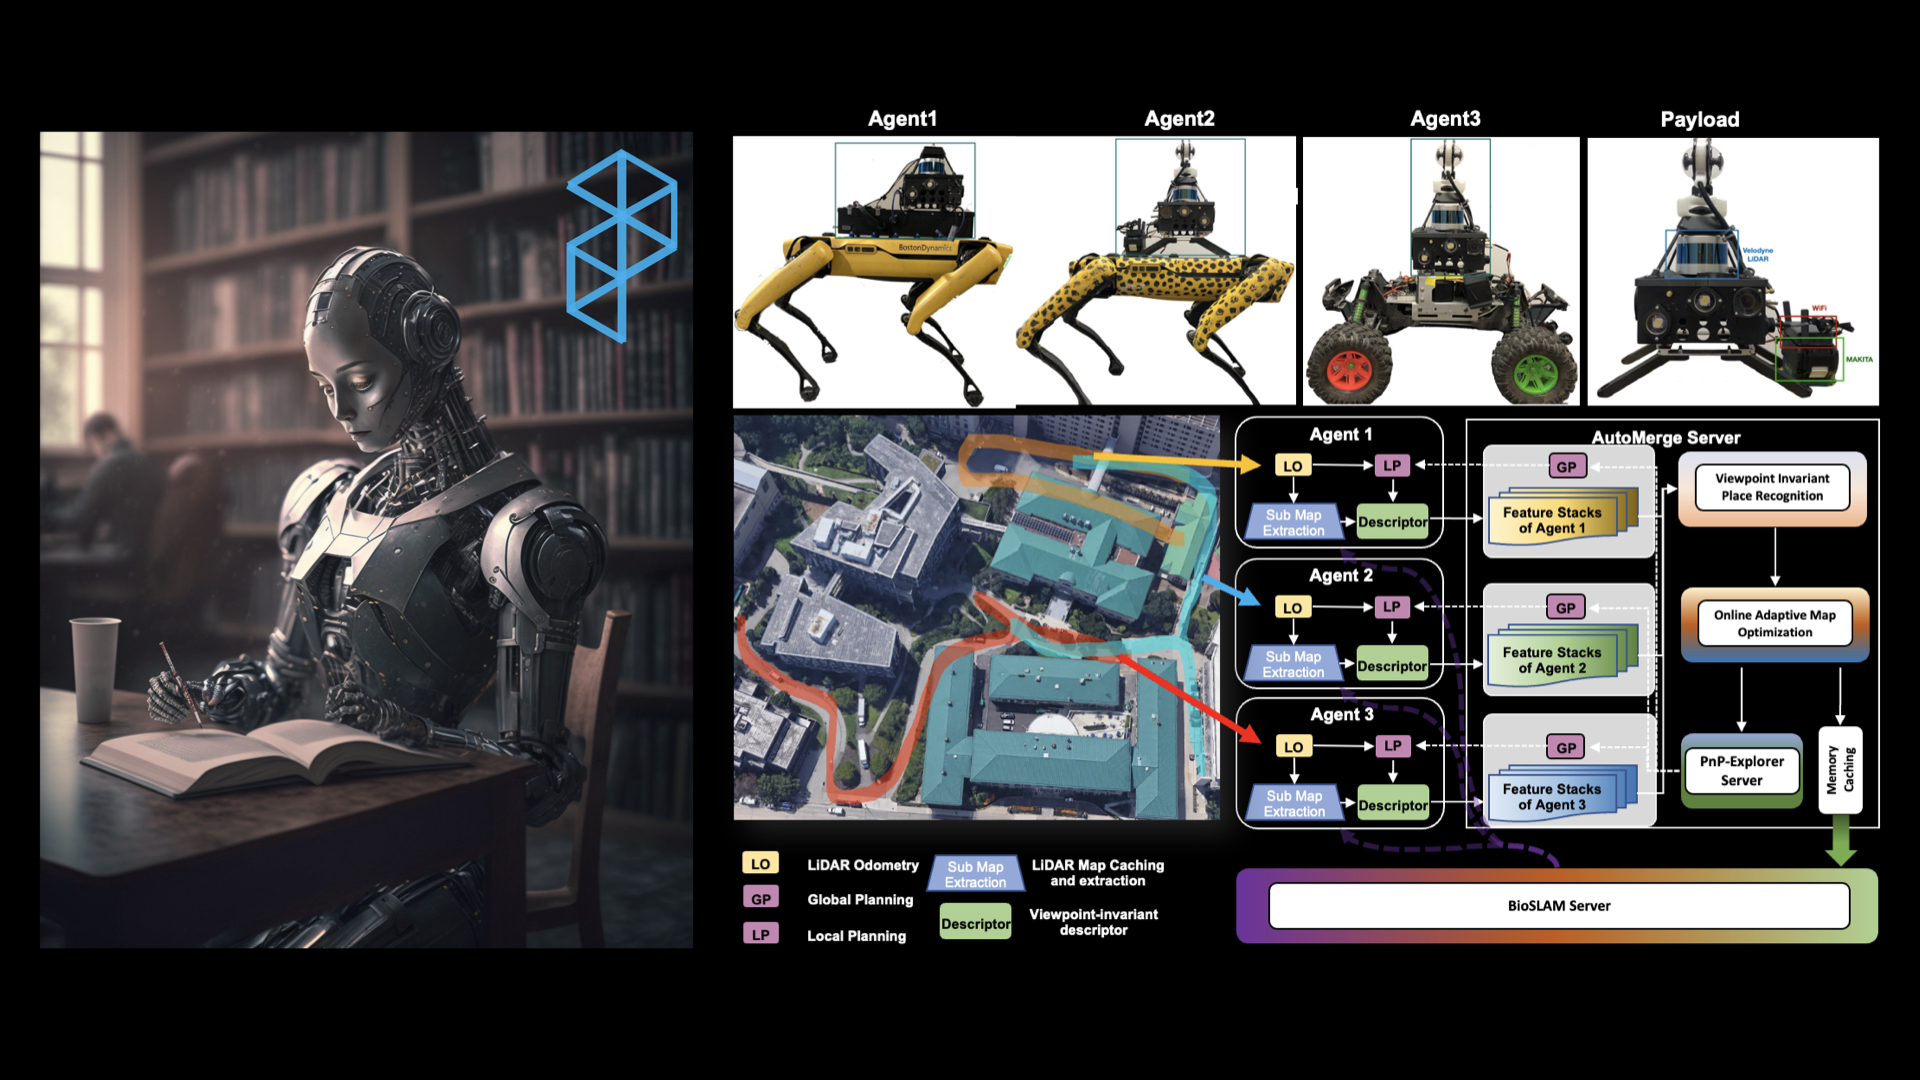 Agent1
Agent2
Agent3
Payload
BostonDynamics
Velodyne
LiDAR
WiFi
MAKITA
Agent 1
LO
LP
Sub Map
Extraction
Descriptor
Agent 2
LO
LP
Sub Map
Extraction
Descriptor
Agent 3
LO
LP
Sub Map
Extraction
Descriptor
AutoMerge Server
GP
Feature Stacks
of Agent 1
GP
Feature Stacks
of Agent 2
GP
Feature Stacks
of Agent 3
Viewpoint Invariant
Place Recognition
Online Adaptive Map
Optimization
PnP-Explorer
Server
Memory
Caching
BioSLAM Server
LO
LiDAR Odometry
GP
Global Planning
LP
Local Planning
Sub Map
Extraction
LiDAR Map Caching
and extraction
Descriptor
Viewpoint-invariant
descriptor